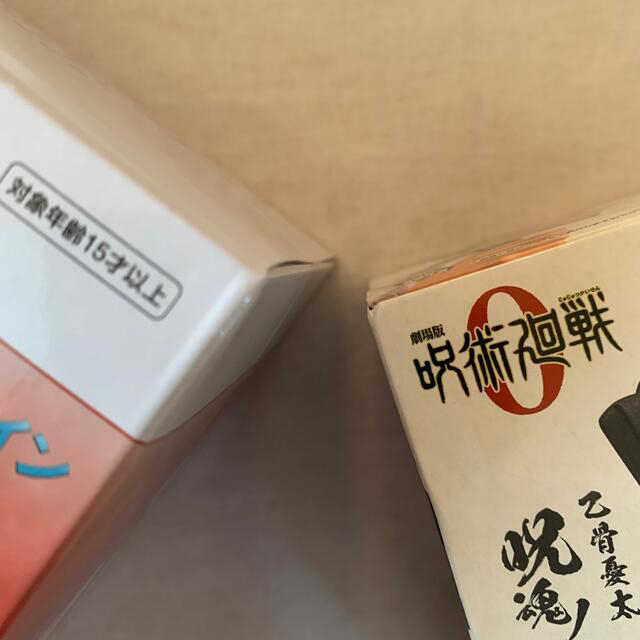 対象年齢15才以上
イン
劇場版
じゅじゅつかいせん
呪術廻戦
0
乙骨憂太
呪魂ノ